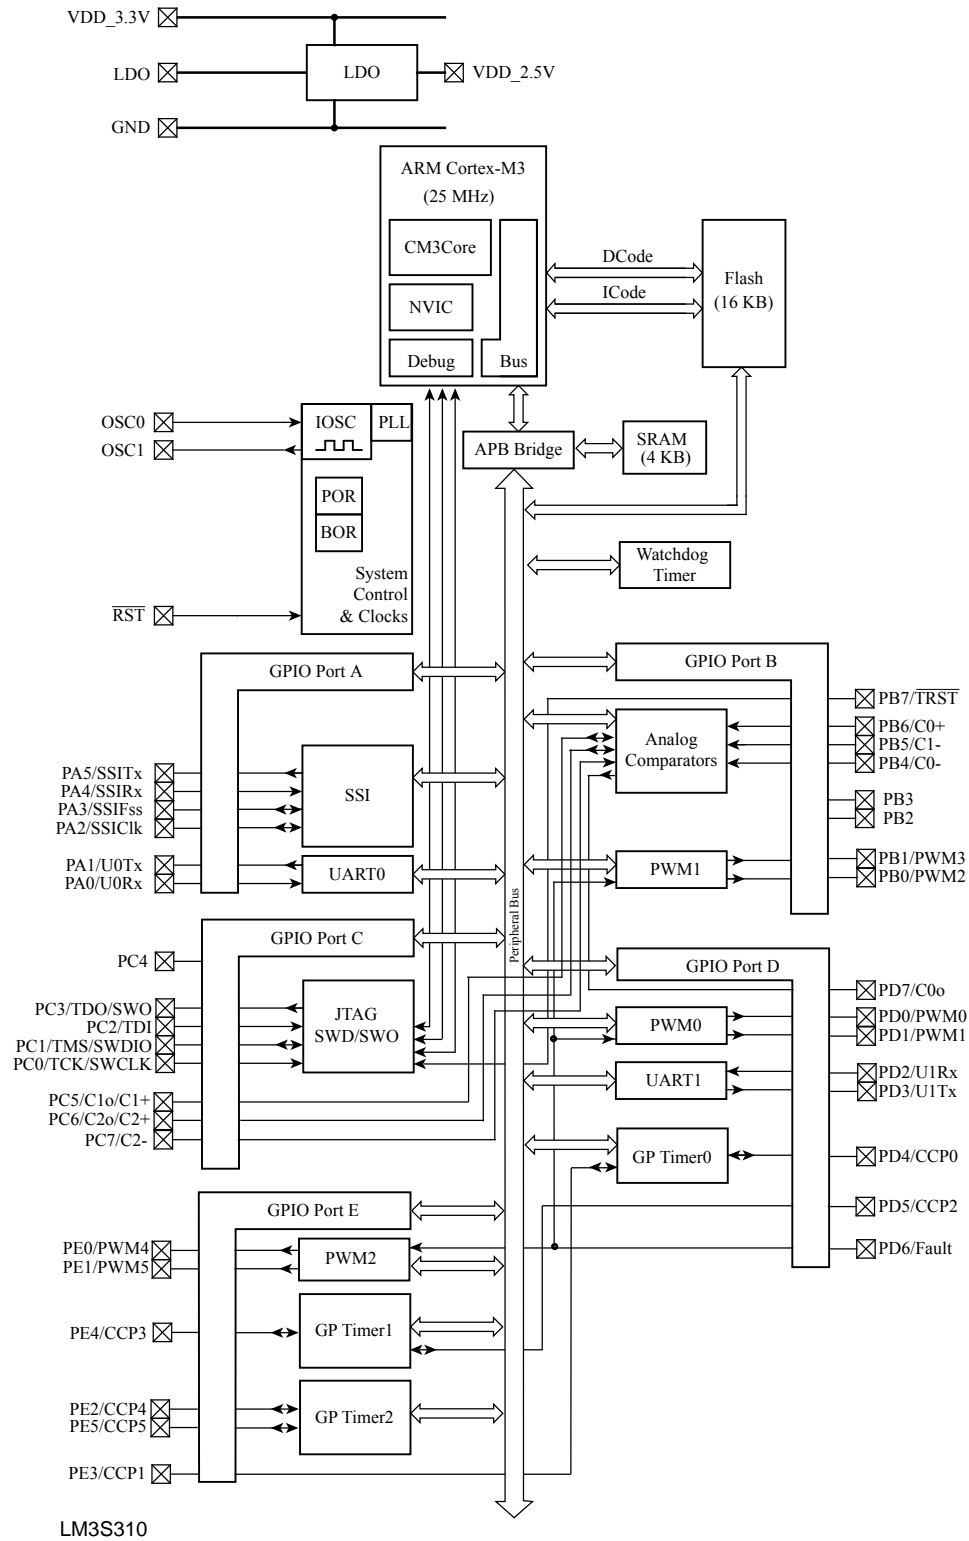 VDD_3.3V
LDO
LDO
VDD_2.5V
GND
ARM Cortex-M3
(25 MHz)
CM3Core
NVIC
Debug
Bus
DCode
ICode
Flash
(16 KB)
OSC0
OSC1
IOSC
PLL
POR
BOR
System
Control
& Clocks
RST
APB Bridge
SRAM
(4 KB)
Watchdog
Timer
GPIO Port A
PA5/SSITx
PA4/SSIRx
PA3/SSIFss
PA2/SSIClk
SSI
PA1/U0Tx
PA0/U0Rx
UART0
GPIO Port B
PB7/TRST
Analog
Comparators
PB6/C0+
PB5/C1-
PB4/C0-
PB3
PB2
PWM1
PB1/PWM3
PB0/PWM2
Peripheral Bus
GPIO Port C
PC4
PC3/TDO/SWO
PC2/TDI
PC1/TMS/SWDIO
PC0/TCK/SWCLK
JTAG
SWD/SWO
PC5/C1o/C1+
PC6/C2o/C2+
PC7/C2-
GPIO Port D
PD7/C0o
PWM0
PD0/PWM0
PD1/PWM1
UART1
PD2/U1Rx
PD3/U1Tx
GP Timer0
PD4/CCP0
PD5/CCP2
PD6/Fault
GPIO Port E
PE0/PWM4
PE1/PWM5
PWM2
PE4/CCP3
GP Timer1
PE2/CCP4
PE5/CCP5
GP Timer2
PE3/CCP1
LM3S310